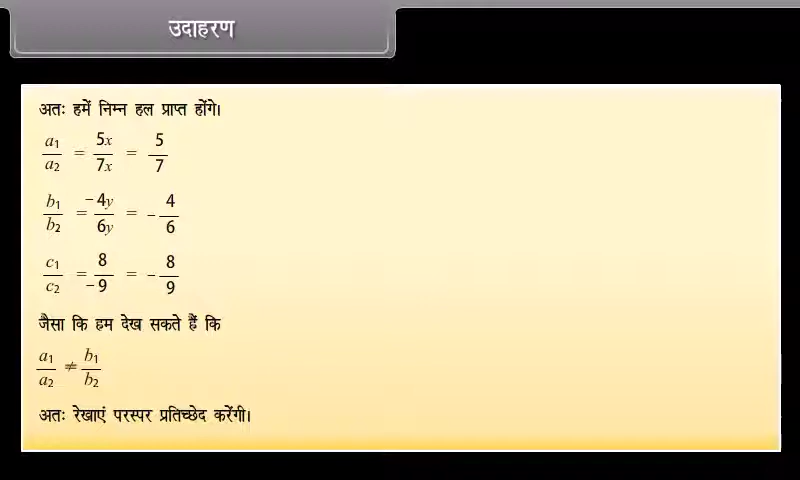 उदाहरण
अतः हमें निम्न हल प्राप्त होंगे।
a₁/a₂ = 5x/7x = 5/7
b₁/b₂ = -4y/6y = -4/6
c₁/c₂ = 8/-9 = -8/9
जैसा कि हम देख सकते हैं कि
a₁/a₂ ≠ b₁/b₂
अतः रेखाएं परस्पर प्रतिच्छेद करेंगी।